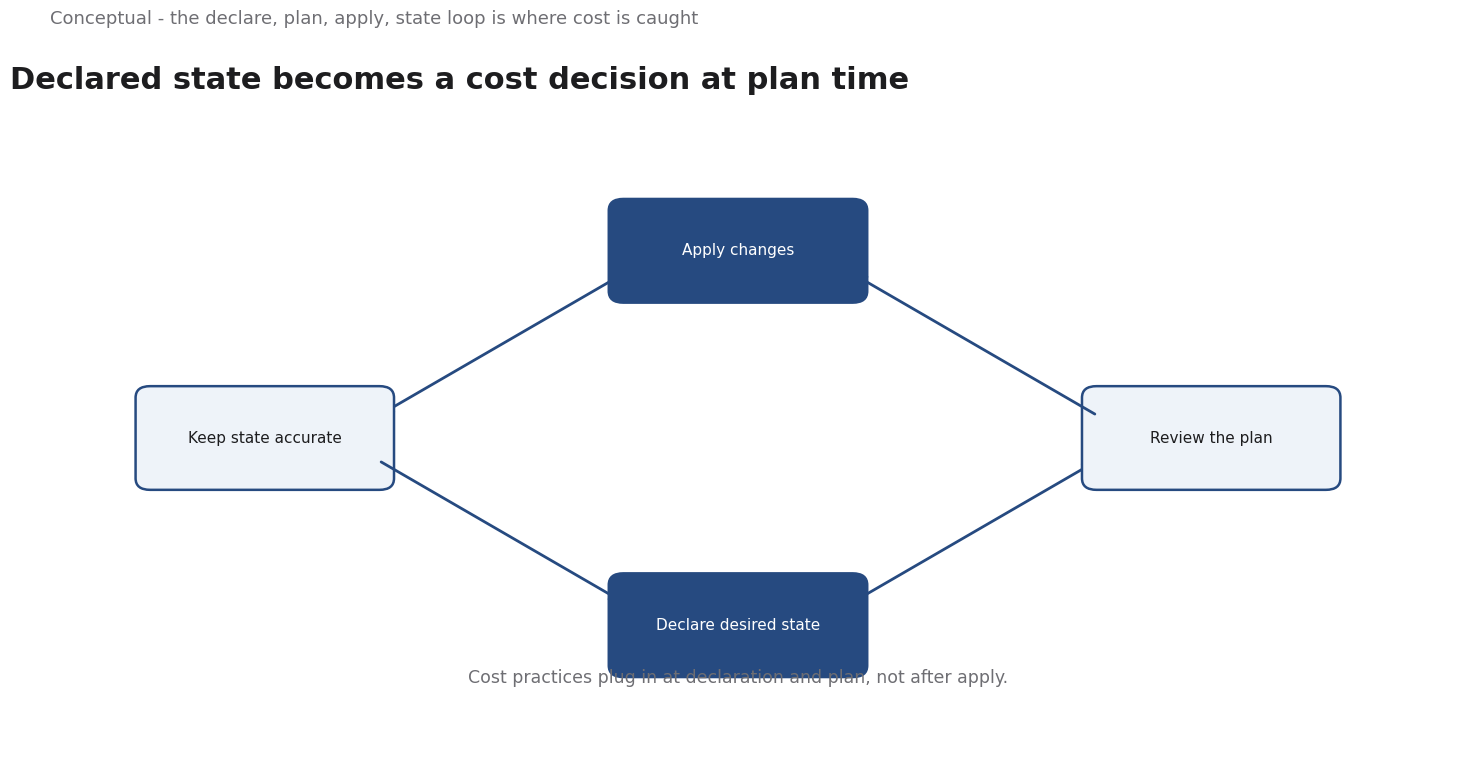 Conceptual - the declare, plan, apply, state loop is where cost is caught
Declared state becomes a cost decision at plan time
Apply changes
Keep state accurate
Review the plan
Declare desired state
Cost practices plug in at declaration and plan, not after apply.